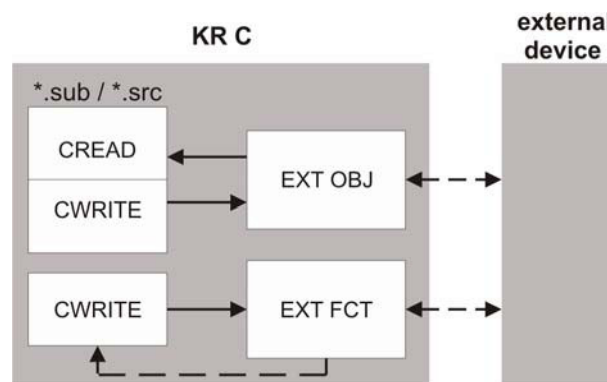 KR C
external
device
*.sub / *.src
CREAD
EXT OBJ
CWRITE
CWRITE
EXT FCT